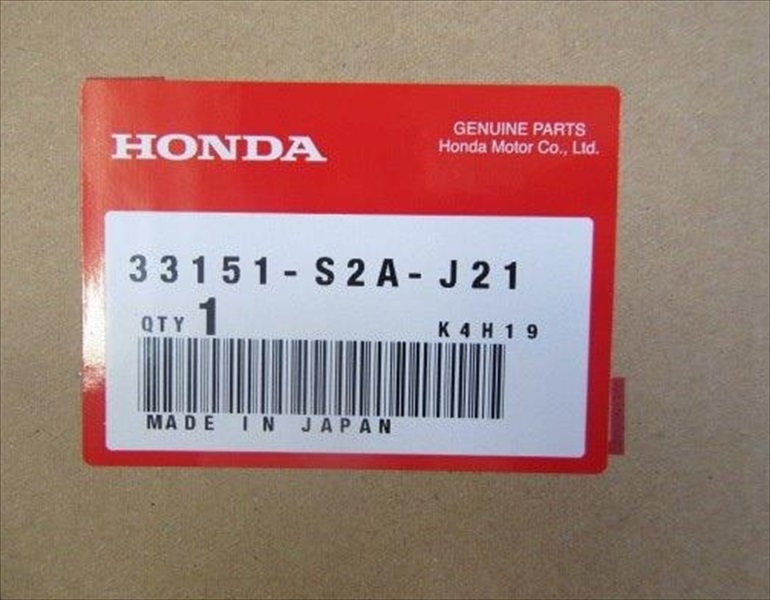 HONDA
GENUINE PARTS
Honda Motor Co., Ltd.
33151-S2A-J21
QTY 1
K4H19
MADE IN JAPAN